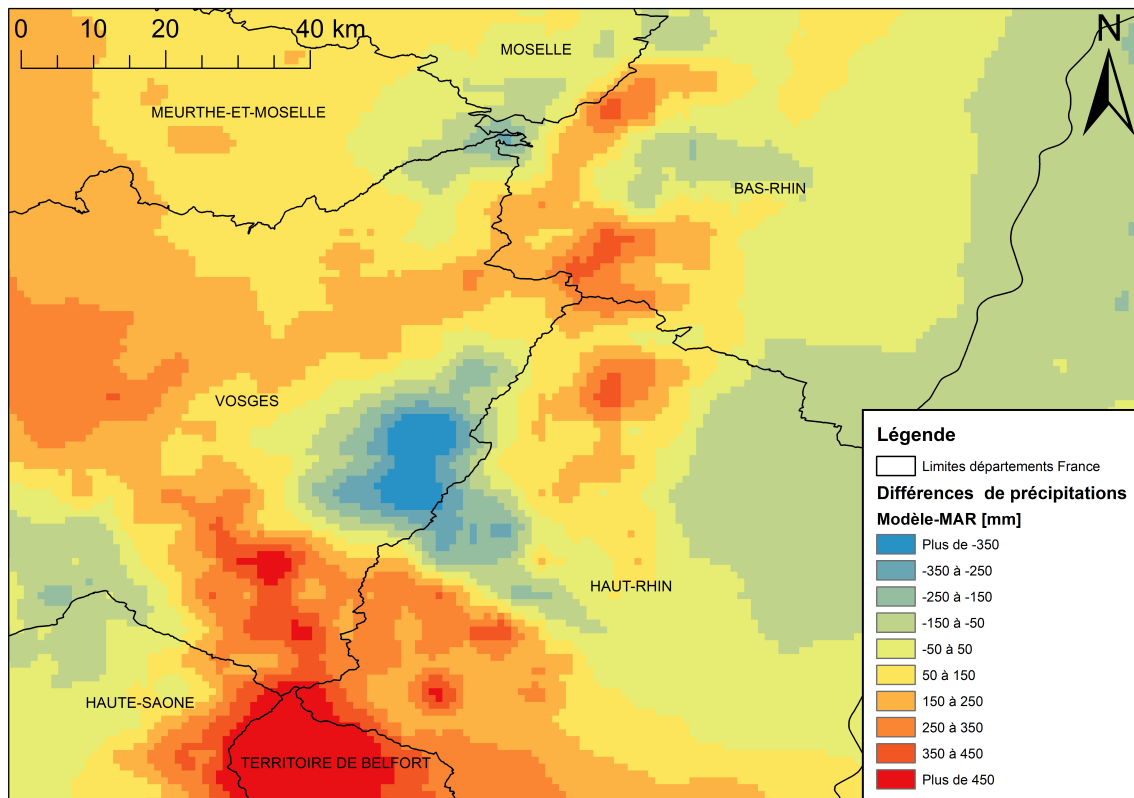 0 10 20 40 km
N
MOSELLE
MEURTHE-ET-MOSELLE
BAS-RHIN
VOSGES
HAUT-RHIN
HAUTE-SAONE
TERRITOIRE DE BELFORT
Légende
Limites départements France
Différences de précipitations
Modèle-MAR [mm]
Plus de -350
-350 à -250
-250 à -150
-150 à -50
-50 à 50
50 à 150
150 à 250
250 à 350
350 à 450
Plus de 450